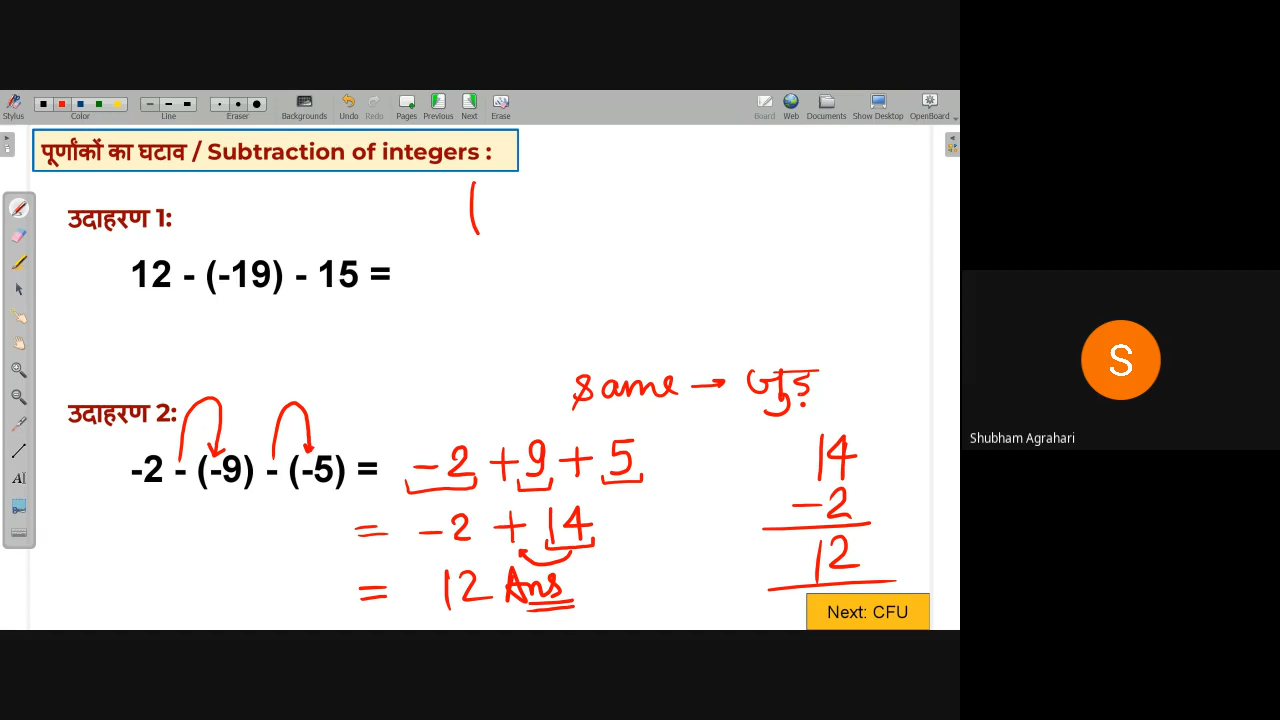 Stylus
Color
Line
Eraser
Backgrounds
Undo
Redo
Pages
Previous
Next
Erase
Board
Web
Documents
Show Desktop
OpenBoard
पूर्णांकों का घटाव / Subtraction of integers :
उदाहरण 1:
12 - (-19) - 15 =
same → जुड़
उदाहरण 2:
-2 - (-9) - (-5) = -2 + 9 + 5
= -2 + 14
= 12 Ans
14
-2
12
Next: CFU
S
Shubham Agrahari